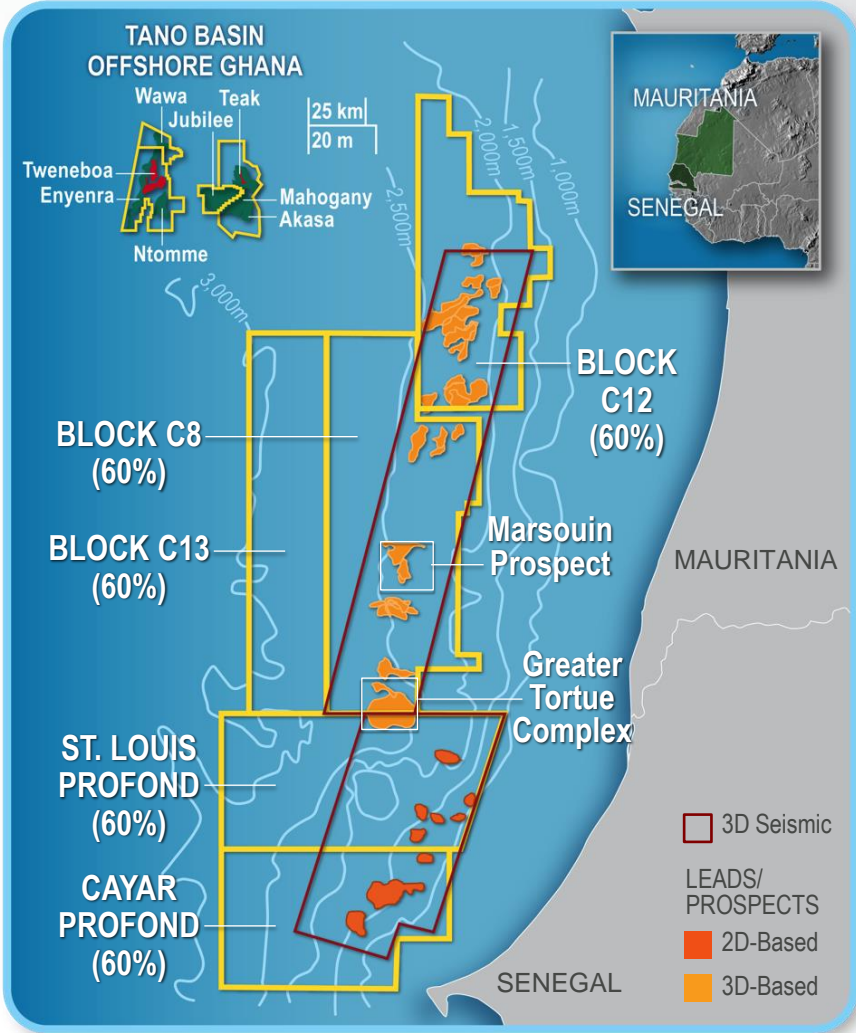 TANO BASIN
OFFSHORE GHANA
Wawa
Teak
Jubilee
Tweneboa
Enyenra
Mahogany
Akasa
Ntomme
25 km
20 m
MAURITANIA
SENEGAL
2,000m
1,500m
1,000m
2,500m
3,000m
BLOCK
C12
(60%)
BLOCK C8
(60%)
BLOCK C13
(60%)
Marsouin
Prospect
MAURITANIA
Greater
Tortue
Complex
ST. LOUIS
PROFOND
(60%)
CAYAR
PROFOND
(60%)
SENEGAL
3D Seismic
LEADS/
PROSPECTS
2D-Based
3D-Based